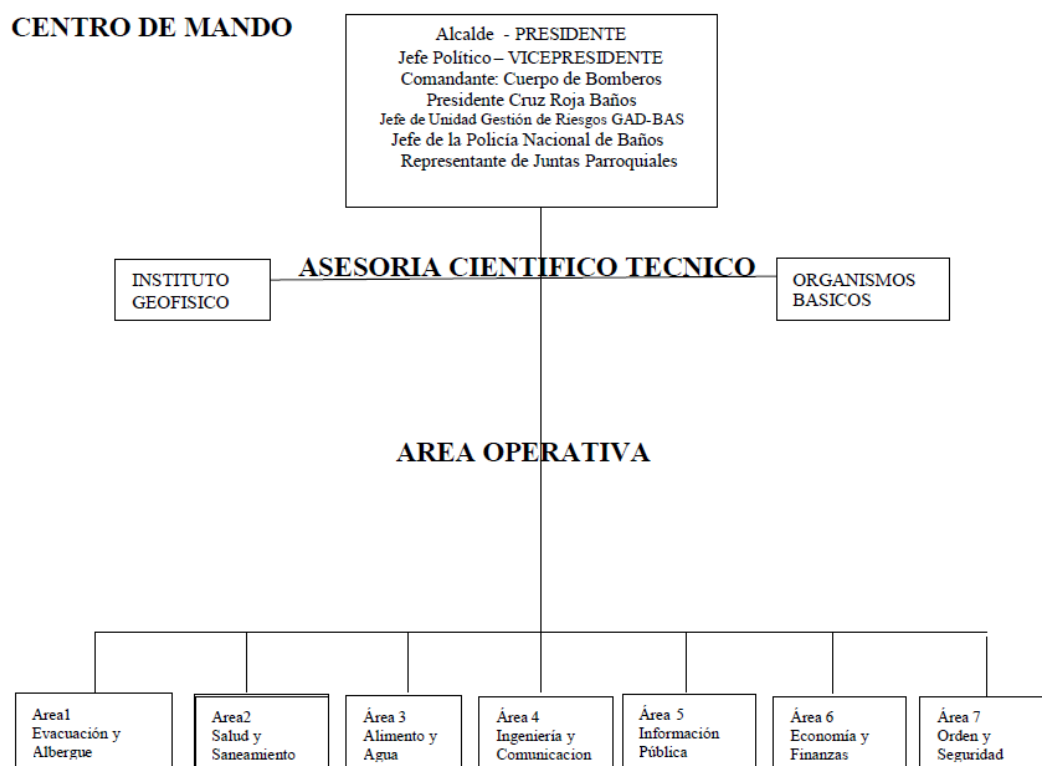 CENTRO DE MANDO
Alcalde - PRESIDENTE
Jefe Político – VICEPRESIDENTE
Comandante: Cuerpo de Bomberos
Presidente Cruz Roja Baños
Jefe de Unidad Gestión de Riesgos GAD-BAS
Jefe de la Policía Nacional de Baños
Representante de Juntas Parroquiales
ASESORIA CIENTIFICO TECNICO
INSTITUTO
GEOFISICO
ORGANISMOS
BASICOS
AREA OPERATIVA
Area1
Evacuación y
Albergue
Area2
Salud y
Saneamiento
Área 3
Alimento y
Agua
Área 4
Ingeniería y
Comunicacion
Área 5
Información
Pública
Área 6
Economía y
Finanzas
Área 7
Orden y
Seguridad